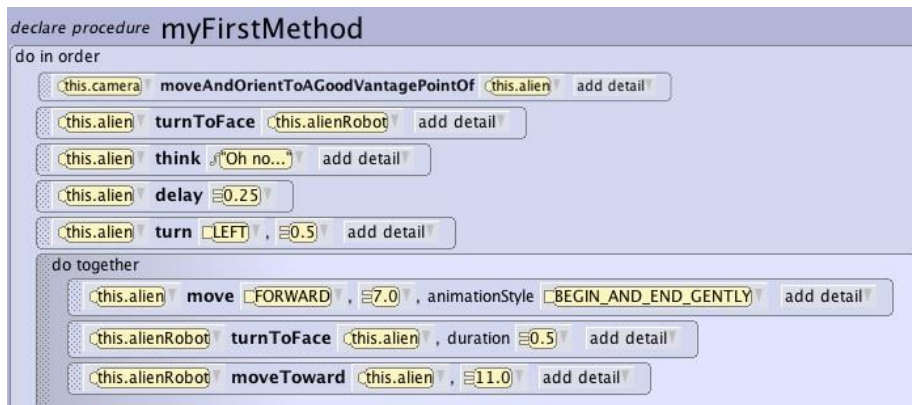 declare procedure myFirstMethod
do in order
this.camera moveAndOrientToAGoodVantagePointOf this.alien add detail
this.alien turnToFace this.alienRobot add detail
this.alien think "Oh no..." add detail
this.alien delay 0.25
this.alien turn LEFT , 0.5 add detail
do together
this.alien move FORWARD , 7.0 , animationStyle BEGIN_AND_END_GENTLY add detail
this.alienRobot turnToFace this.alien , duration 0.5 add detail
this.alienRobot moveToward this.alien , 11.0 add detail